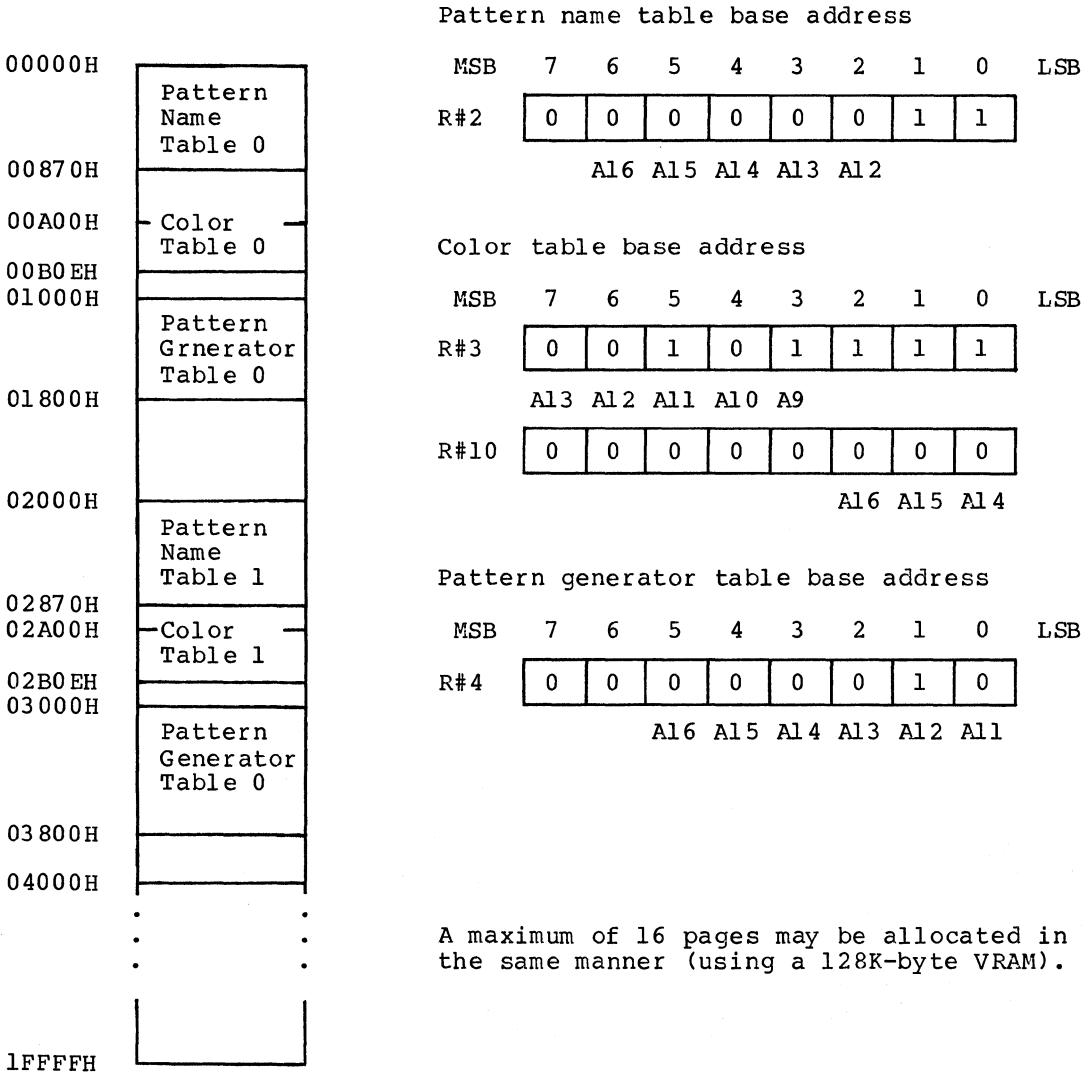 00000H
Pattern
Name
Table 0
00870H
00A00H
Color
Table 0
00B0EH
01000H
Pattern
Grnerator
Table 0
01800H
02000H
Pattern
Name
Table 1
02870H
02A00H
Color
Table 1
02B0EH
03000H
Pattern
Generator
Table 0
03800H
04000H
1FFFFH
Pattern name table base address
MSB 7 6 5 4 3 2 1 0 LSB
R#2 0 0 0 0 0 0 1 1
A16 A15 A14 A13 A12
Color table base address
MSB 7 6 5 4 3 2 1 0 LSB
R#3 0 0 1 0 1 1 1 1
A13 A12 A11 A10 A9
R#10 0 0 0 0 0 0 0 0
A16 A15 A14
Pattern generator table base address
MSB 7 6 5 4 3 2 1 0 LSB
R#4 0 0 0 0 0 0 1 0
A16 A15 A14 A13 A12 A11
A maximum of 16 pages may be allocated in
the same manner (using a 128K-byte VRAM).